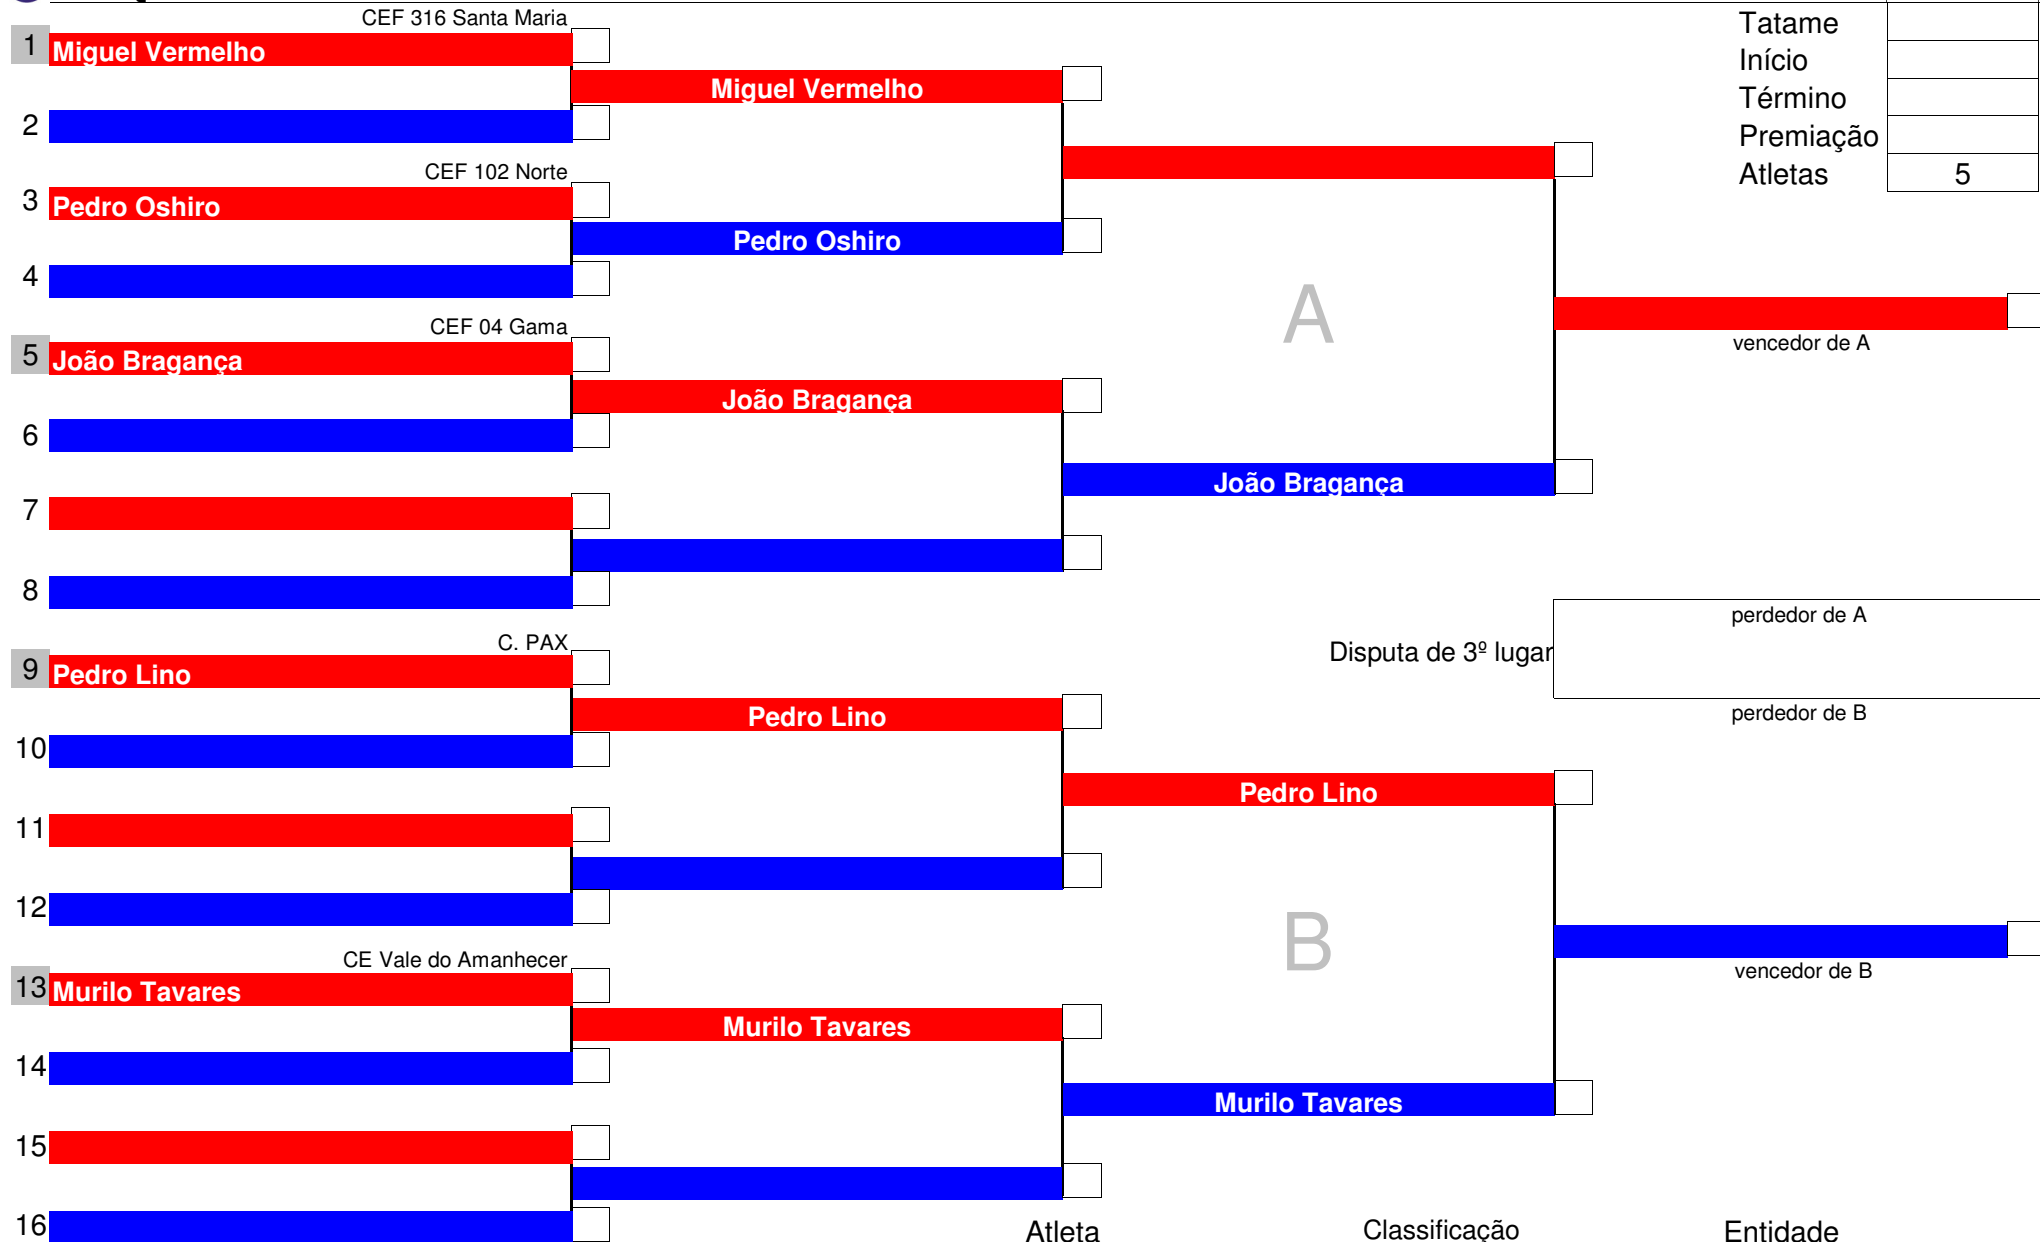 CEF 316 Santa Maria
1 Miguel Vermelho
Miguel Vermelho
2
CEF 102 Norte
3 Pedro Oshiro
Pedro Oshiro
4
CEF 04 Gama
5 João Bragança
João Bragança
6
João Bragança
7
8
C. PAX
9 Pedro Lino
Pedro Lino
10
Pedro Lino
11
12
CE Vale do Amanhecer
13 Murilo Tavares
Murilo Tavares
14
Murilo Tavares
15
16
A
vencedor de A
Disputa de 3º lugar
perdedor de A
perdedor de B
B
vencedor de B
Tatame
Início
Término
Premiação
Atletas 5
Atleta Classificação Entidade